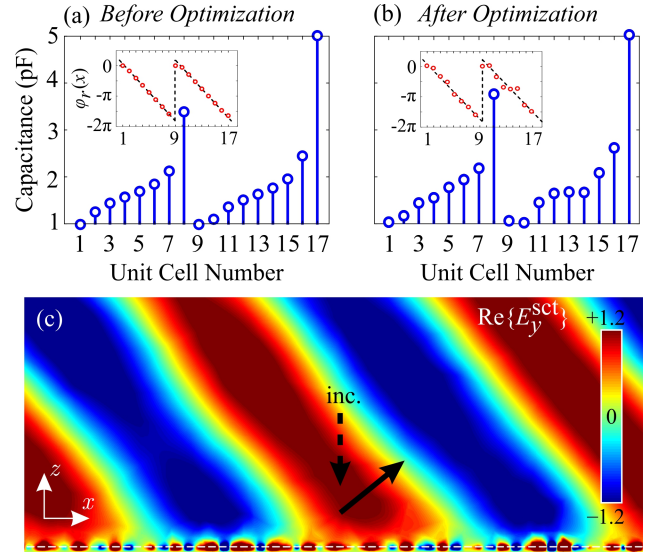 (a) Before Optimization
5
4
3
2
1
Capacitance (pF)
φr(x)
0
-π
-2π
1 9 17
1 3 5 7 9 11 13 15 17
Unit Cell Number
(b) After Optimization
0
-π
-2π
1 9 17
1 3 5 7 9 11 13 15 17
Unit Cell Number
(c)
Re{E_y^sct}
+1.2
0
−1.2
inc.
z
x